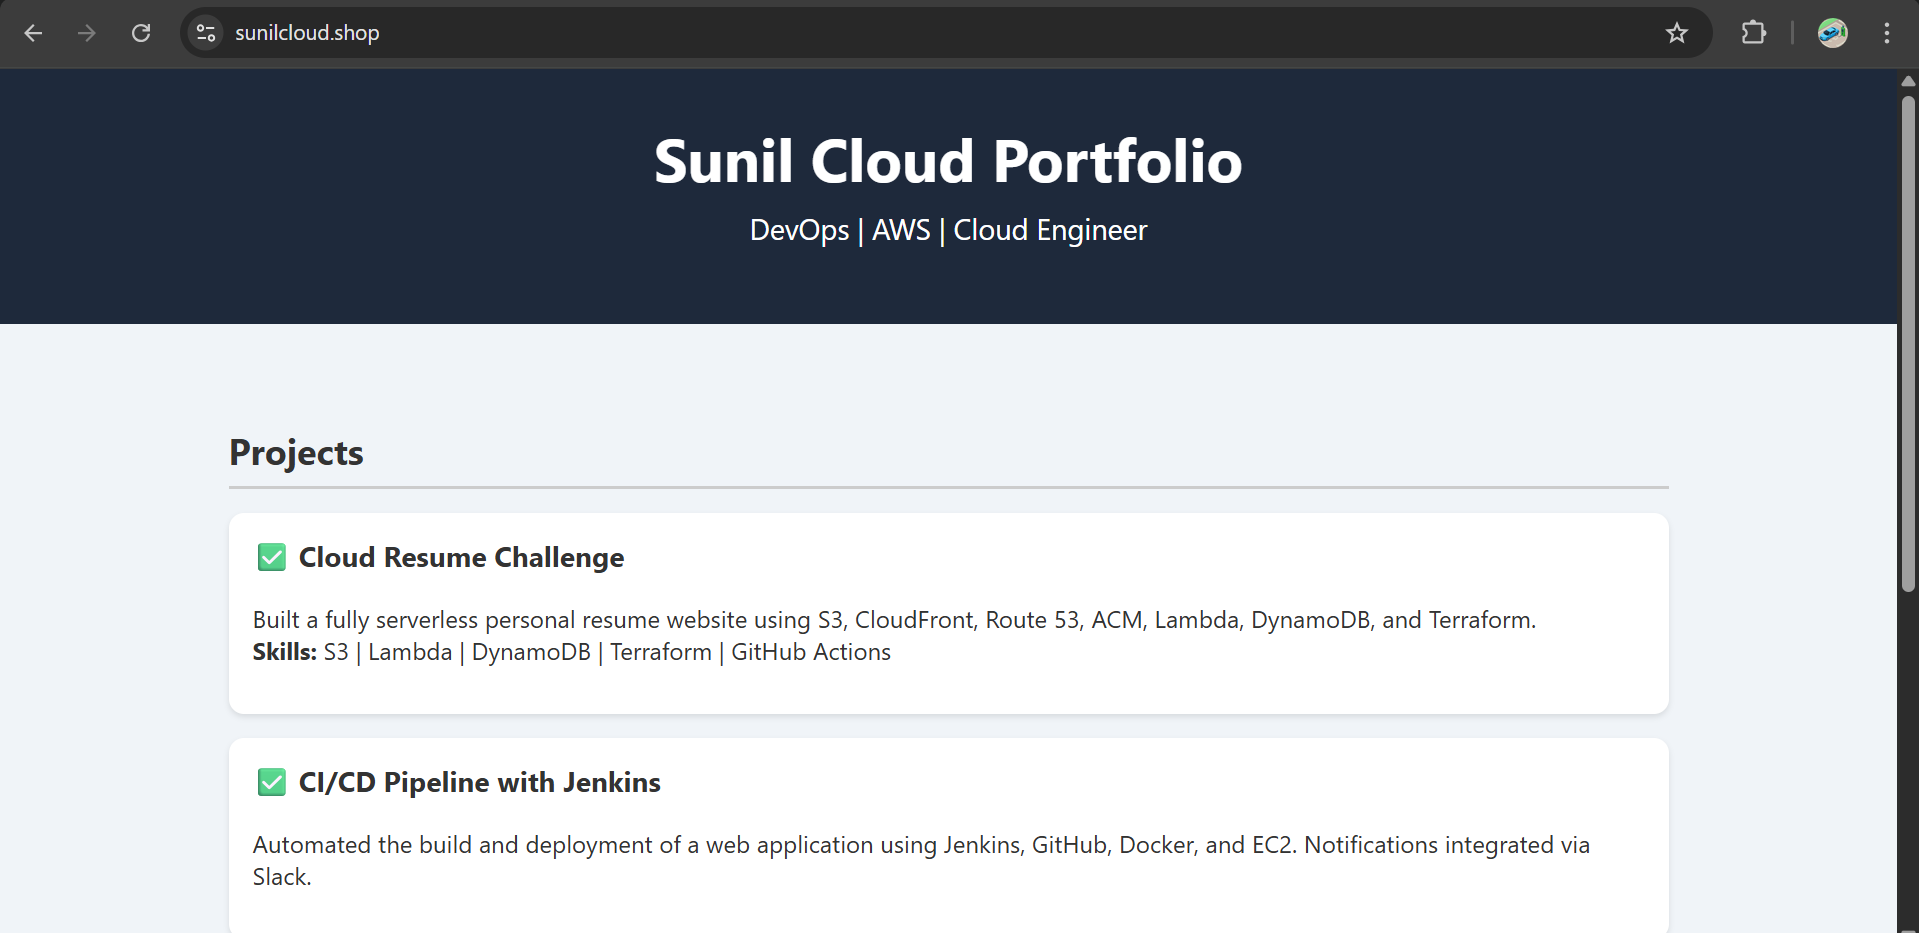 sunilcloud.shop
Sunil Cloud Portfolio
DevOps | AWS | Cloud Engineer
Projects
✅ Cloud Resume Challenge
Built a fully serverless personal resume website using S3, CloudFront, Route 53, ACM, Lambda, DynamoDB, and Terraform.
Skills: S3 | Lambda | DynamoDB | Terraform | GitHub Actions
✅ CI/CD Pipeline with Jenkins
Automated the build and deployment of a web application using Jenkins, GitHub, Docker, and EC2. Notifications integrated via
Slack.